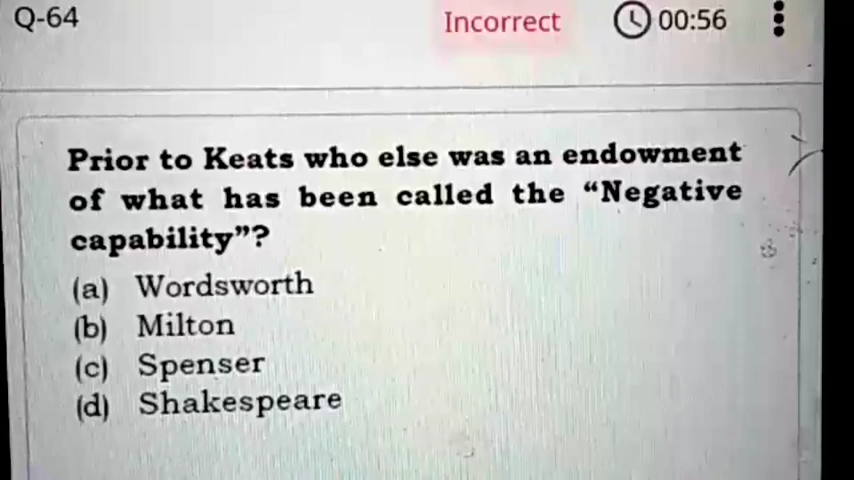 Q-64
Incorrect
00:56
Prior to Keats who else was an endowment
of what has been called the “Negative
capability”?
(a) Wordsworth
(b) Milton
(c) Spenser
(d) Shakespeare